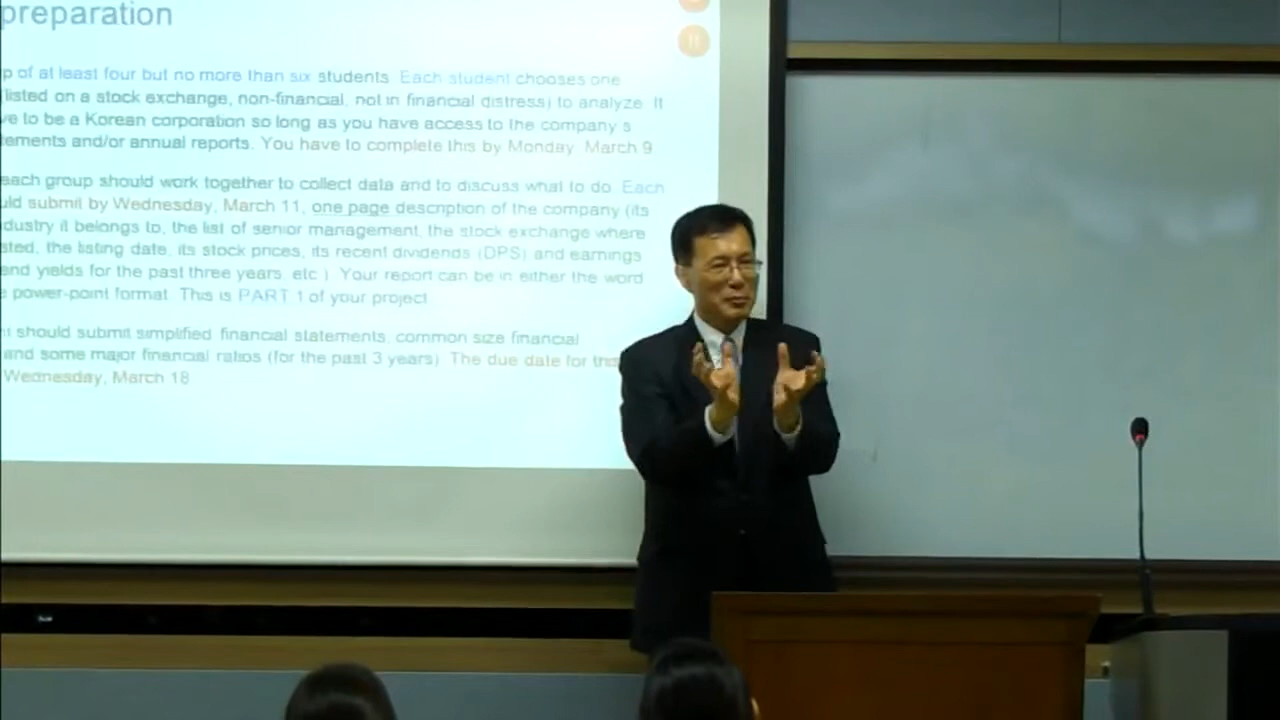 preparation
11
p of at least four but no more than six students. Each student chooses one
listed on a stock exchange, non-financial, not in financial distress) to analyze. It
ve to be a Korean corporation so long as you have access to the company's
tements and/or annual reports. You have to complete this by Monday, March 9
each group should work together to collect data and to discuss what to do. Each
uld submit by Wednesday, March 11, one page description of the company (its
dustry it belongs to, the list of senior management, the stock exchange where
sted, the listing date, its stock prices, its recent dividends (DPS) and earnings
end yields for the past three years, etc.). Your report can be in either the word
power-point format. This is PART 1 of your project
should submit simplified financial statements, common size financial
and some major financial ratios (for the past 3 years). The due date for this
Wednesday, March 18